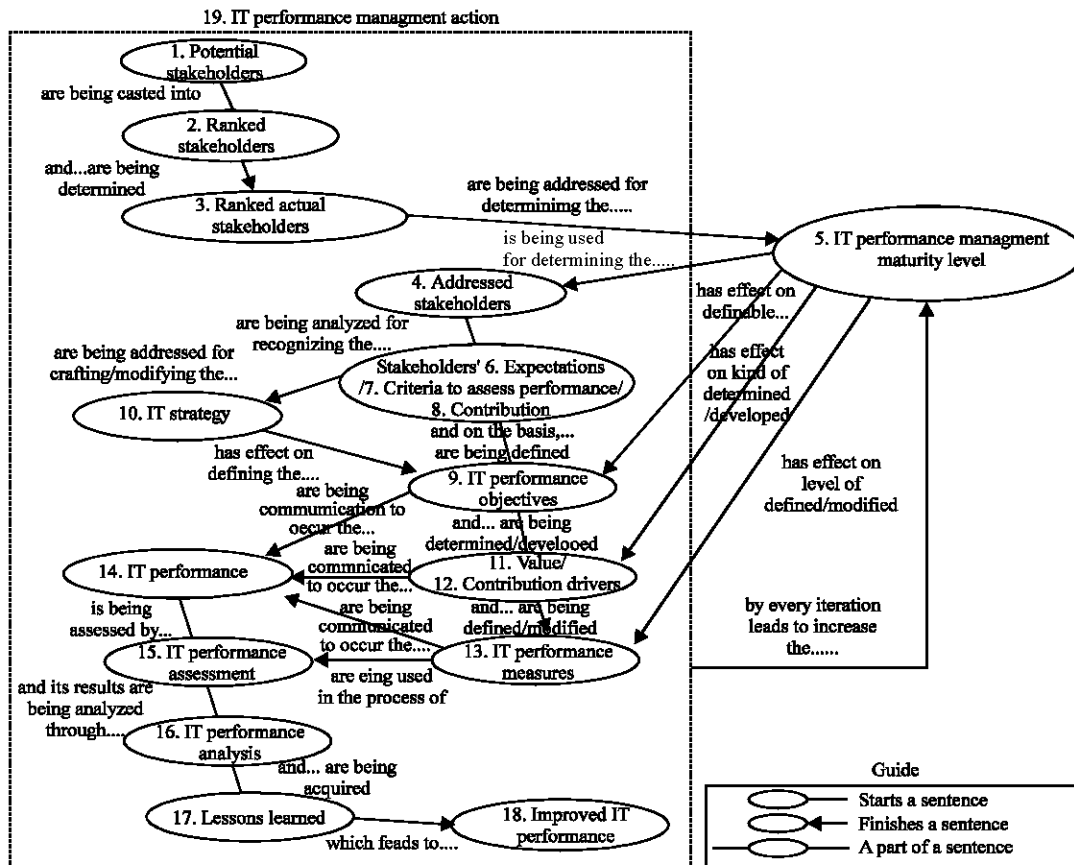 19. IT performance managment action
1. Potential
stakeholders
are being casted into
2. Ranked
stakeholders
and...are being
determined
3. Ranked actual
stakeholders
are being addressed for
determinimg the.....
is being used
for determining the.....
5. IT performance managment
maturity level
4. Addressed
stakeholders
has effect on
definable...
are being analyzed for
recognizing the....
are being addressed for
crafting/modifying the...
Stakeholders' 6. Expectations
/7. Criteria to assess performance/
8. Contribution
has effect
on kind of
determined
/developed
10. IT strategy
and on the basis,...
are being defined
has effect on
defining the....
9. IT performance
objectives
has effect on
level of
defined/modified
are being
commumication to
oecur the...
and... are being
determined/develooed
are being
commnicated
to occur the...
11. Value/
12. Contribution drivers
14. IT performance
is being
assessed by...
are being
communicated
to occur the....
and... are being
defined/modified
by every iteration
leads to increase
the......
15. IT performance
assessment
13. IT performance
measures
are eing used
in the process of
and its results are
being analyzed
through....
16. IT performance
analysis
and... are being
acquired
17. Lessons learned
18. Improved IT
performance
which feads to....
Guide
Starts a sentence
Finishes a sentence
A part of a sentence